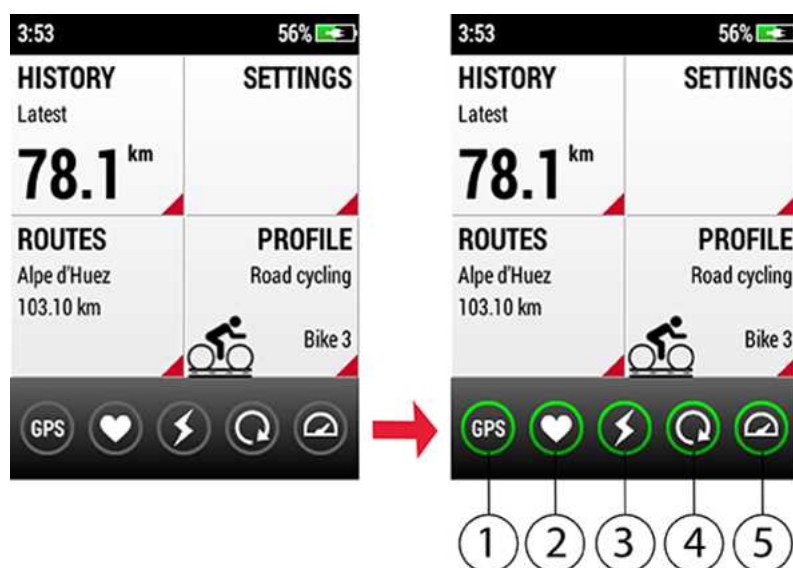 3:53 56%
HISTORY SETTINGS
Latest
78.1 km
ROUTES PROFILE
Alpe d'Huez Road cycling
103.10 km
Bike 3
GPS
3:53 56%
HISTORY SETTINGS
Latest
78.1 km
ROUTES PROFILE
Alpe d'Huez Road cycling
103.10 km
Bike 3
GPS
1 2 3 4 5